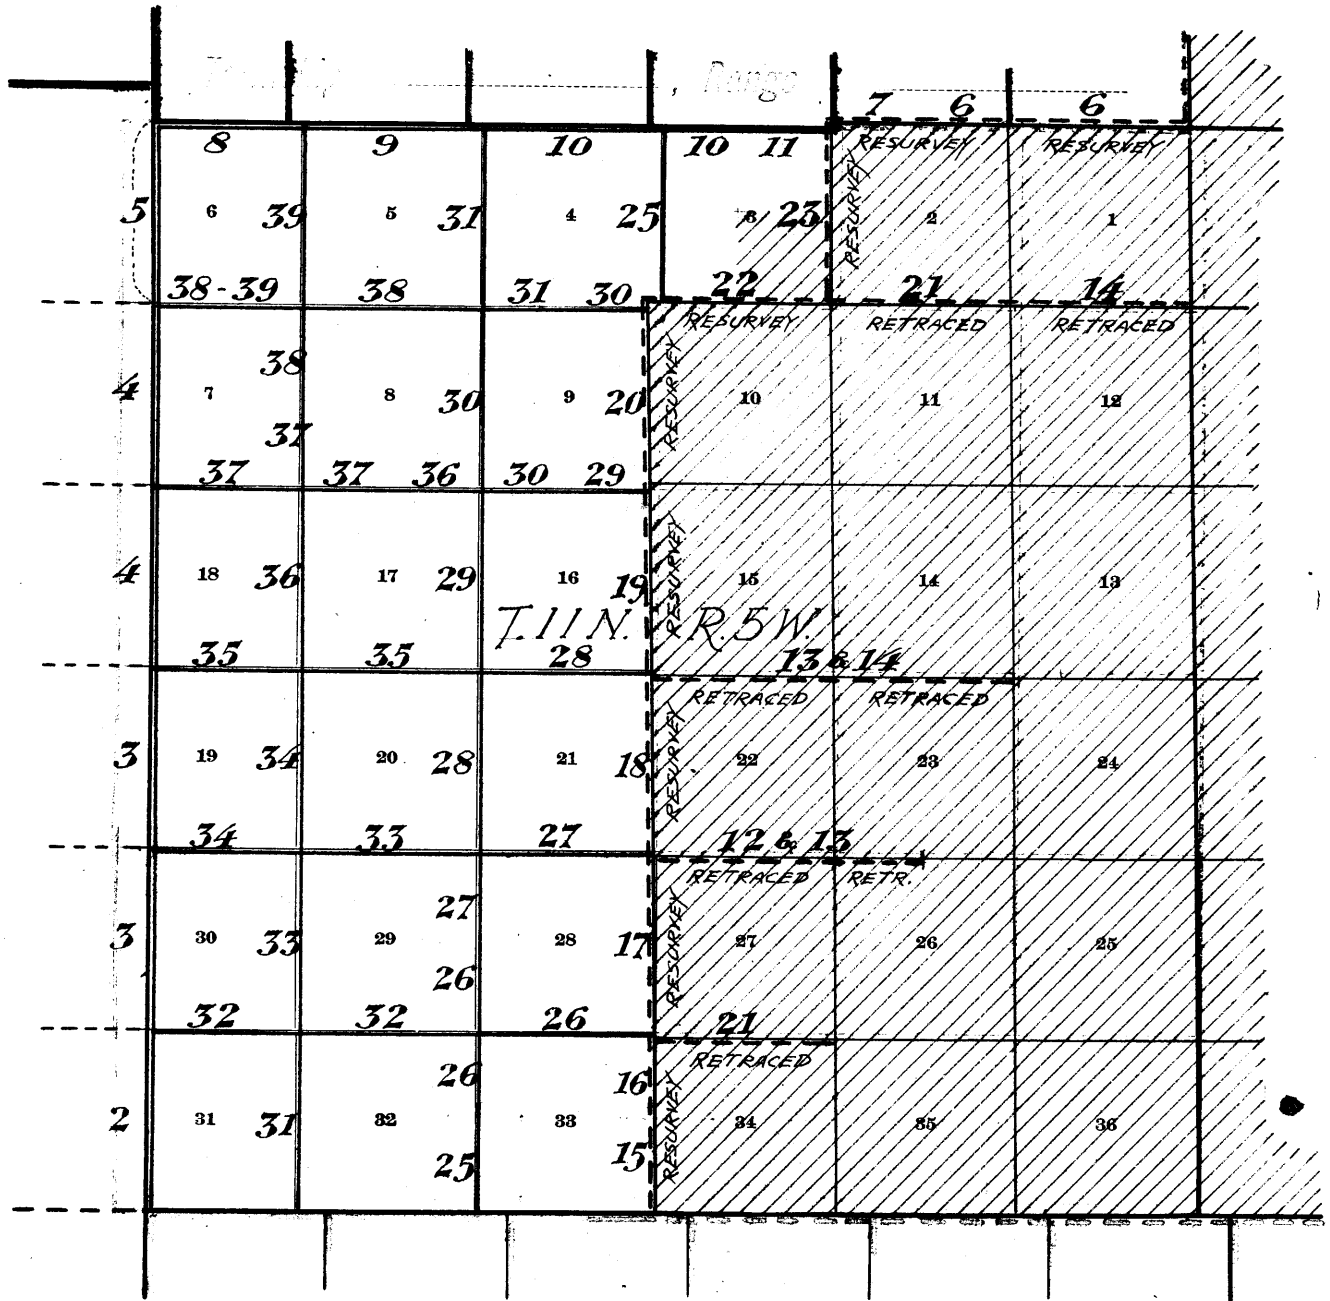 Range
7 6 6
8 9 10 10 11 RESURVEY RESURVEY
5 6 39 5 31 4 25 3 23 RESURVEY 2 1
38-39 38 31 30 22 21 14
RESURVEY RETRACED RETRACED
38
4 7 8 30 9 20 RESURVEY 10 11 12
37
37 37 36 30 29
4 18 36 17 29 16 19 RESURVEY 15 14 13
T.11N. R.5W.
35 35 28 13 & 14
RETRACED RETRACED
3 19 34 20 28 21 18 RESURVEY 22 23 24
34 33 27 12 & 13
RETRACED RETR.
27
3 30 33 29 28 17 RESURVEY 27 26 25
26
32 32 26 21
RETRACED
26 16
2 31 31 32 33 RESURVEY 34 35 36
25 15